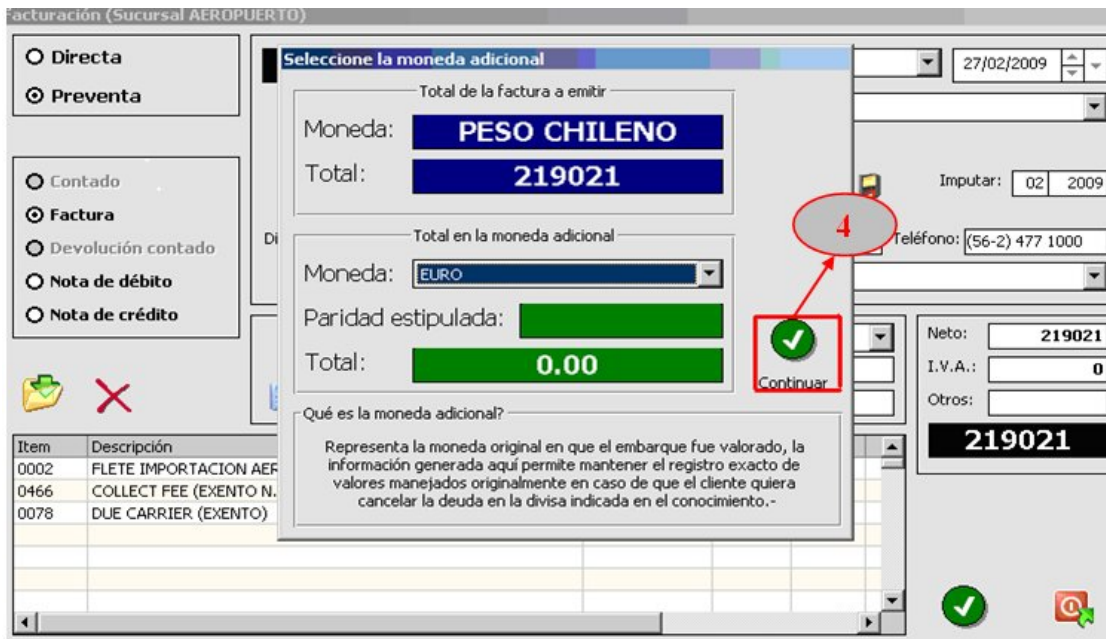 Facturación (Sucursal AEROPUERTO)
Directa
Preventa
Contado
Factura
Devolución contado
Nota de débito
Nota de crédito
Seleccione la moneda adicional
Total de la factura a emitir
Moneda: PESO CHILENO
Total: 219021
Total en la moneda adicional
Moneda: EURO
Paridad estipulada:
Total: 0.00
4
Continuar
Qué es la moneda adicional?
Representa la moneda original en que el embarque fue valorado, la
información generada aquí permite mantener el registro exacto de
valores manejados originalmente en caso de que el cliente quiera
cancelar la deuda en la divisa indicada en el conocimiento.-
27/02/2009
Imputar: 02 2009
Di
Teléfono: (56-2) 477 1000
Neto: 219021
I.V.A.: 0
Otros:
219021
Item Descripción
0002 FLETE IMPORTACION AER
0466 COLLECT FEE (EXENTO N.
0078 DUE CARRIER (EXENTO)